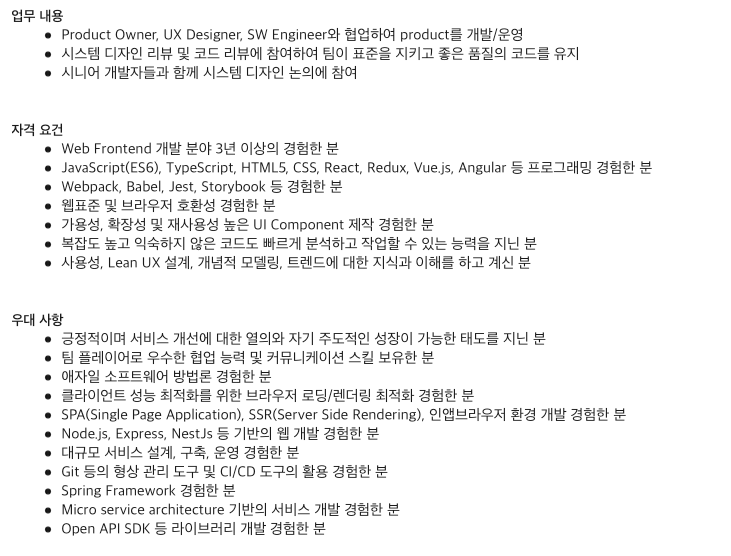 업무 내용
● Product Owner, UX Designer, SW Engineer와 협업하여 product를 개발/운영
● 시스템 디자인 리뷰 및 코드 리뷰에 참여하여 팀이 표준을 지키고 좋은 품질의 코드를 유지
● 시니어 개발자들과 함께 시스템 디자인 논의에 참여
자격 요건
● Web Frontend 개발 분야 3년 이상의 경험한 분
● JavaScript(ES6), TypeScript, HTML5, CSS, React, Redux, Vue.js, Angular 등 프로그래밍 경험한 분
● Webpack, Babel, Jest, Storybook 등 경험한 분
● 웹표준 및 브라우저 호환성 경험한 분
● 가용성, 확장성 및 재사용성 높은 UI Component 제작 경험한 분
● 복잡도 높고 익숙하지 않은 코드도 빠르게 분석하고 작업할 수 있는 능력을 지닌 분
● 사용성, Lean UX 설계, 개념적 모델링, 트렌드에 대한 지식과 이해를 하고 계신 분
우대 사항
● 긍정적이며 서비스 개선에 대한 열의와 자기 주도적인 성장이 가능한 태도를 지닌 분
● 팀 플레이어로 우수한 협업 능력 및 커뮤니케이션 스킬 보유한 분
● 애자일 소프트웨어 방법론 경험한 분
● 클라이언트 성능 최적화를 위한 브라우저 로딩/렌더링 최적화 경험한 분
● SPA(Single Page Application), SSR(Server Side Rendering), 인앱브라우저 환경 개발 경험한 분
● Node.js, Express, NestJs 등 기반의 웹 개발 경험한 분
● 대규모 서비스 설계, 구축, 운영 경험한 분
● Git 등의 형상 관리 도구 및 CI/CD 도구의 활용 경험한 분
● Spring Framework 경험한 분
● Micro service architecture 기반의 서비스 개발 경험한 분
● Open API SDK 등 라이브러리 개발 경험한 분